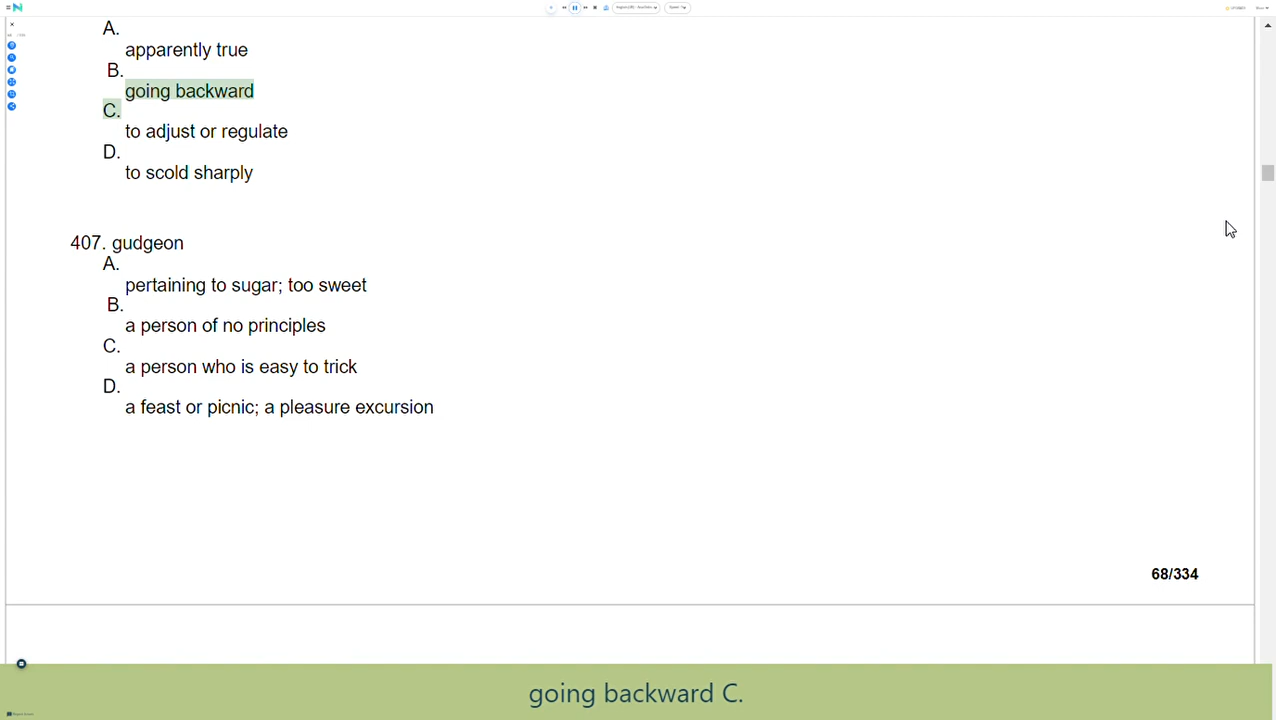 A.
apparently true
B.
going backward
C.
to adjust or regulate
D.
to scold sharply
407. gudgeon
A.
pertaining to sugar; too sweet
B.
a person of no principles
C.
a person who is easy to trick
D.
a feast or picnic; a pleasure excursion
68/334
going backward C.